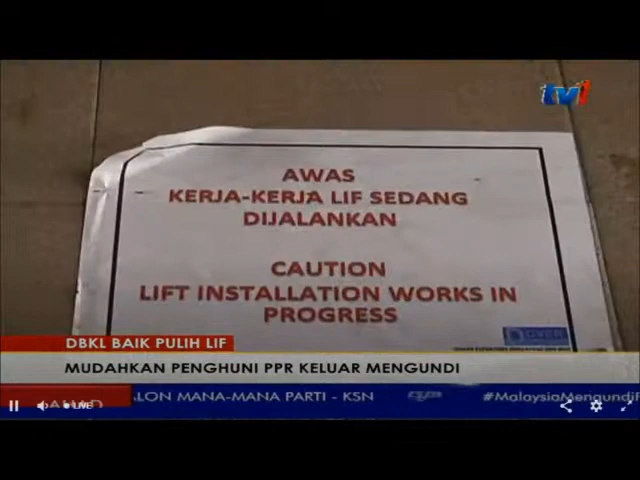 tv1
AWAS
KERJA-KERJA LIF SEDANG
DIJALANKAN
CAUTION
LIFT INSTALLATION WORKS IN
PROGRESS
DOVER
DBKL BAIK PULIH LIF
MUDAHKAN PENGHUNI PPR KELUAR MENGUNDI
LIVE
ALON MANA-MANA PARTI - KSN
#MalaysiaMengundi